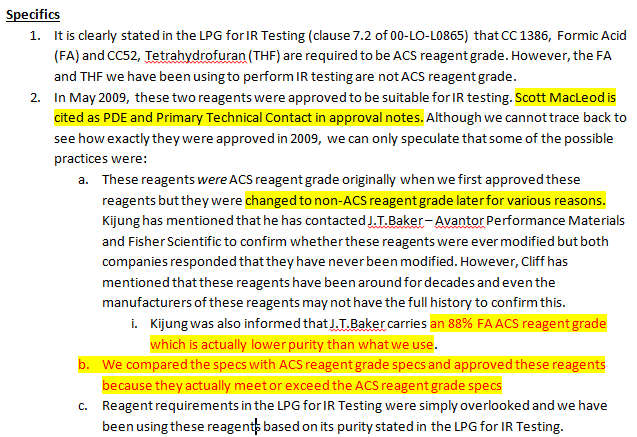 Specifics
1. It is clearly stated in the LPG for IR Testing (clause 7.2 of 00-LO-L0865) that CC 1386, Formic Acid
(FA) and CC52, Tetrahydrofuran (THF) are required to be ACS reagent grade. However, the FA
and THF we have been using to perform IR testing are not ACS reagent grade.
2. In May 2009, these two reagents were approved to be suitable for IR testing. Scott MacLeod is
cited as PDE and Primary Technical Contact in approval notes. Although we cannot trace back to
see how exactly they were approved in 2009, we can only speculate that some of the possible
practices were:
a. These reagents were ACS reagent grade originally when we first approved these
reagents but they were changed to non-ACS reagent grade later for various reasons.
Kijung has mentioned that he has contacted J.T.Baker – Avantor Performance Materials
and Fisher Scientific to confirm whether these reagents were ever modified but both
companies responded that they have never been modified. However, Cliff has
mentioned that these reagents have been around for decades and even the
manufacturers of these reagents may not have the full history to confirm this.
i. Kijung was also informed that J.T.Baker carries an 88% FA ACS reagent grade
which is actually lower purity than what we use.
b. We compared the specs with ACS reagent grade specs and approved these reagents
because they actually meet or exceed the ACS reagent grade specs
c. Reagent requirements in the LPG for IR Testing were simply overlooked and we have
been using these reagents based on its purity stated in the LPG for IR Testing.